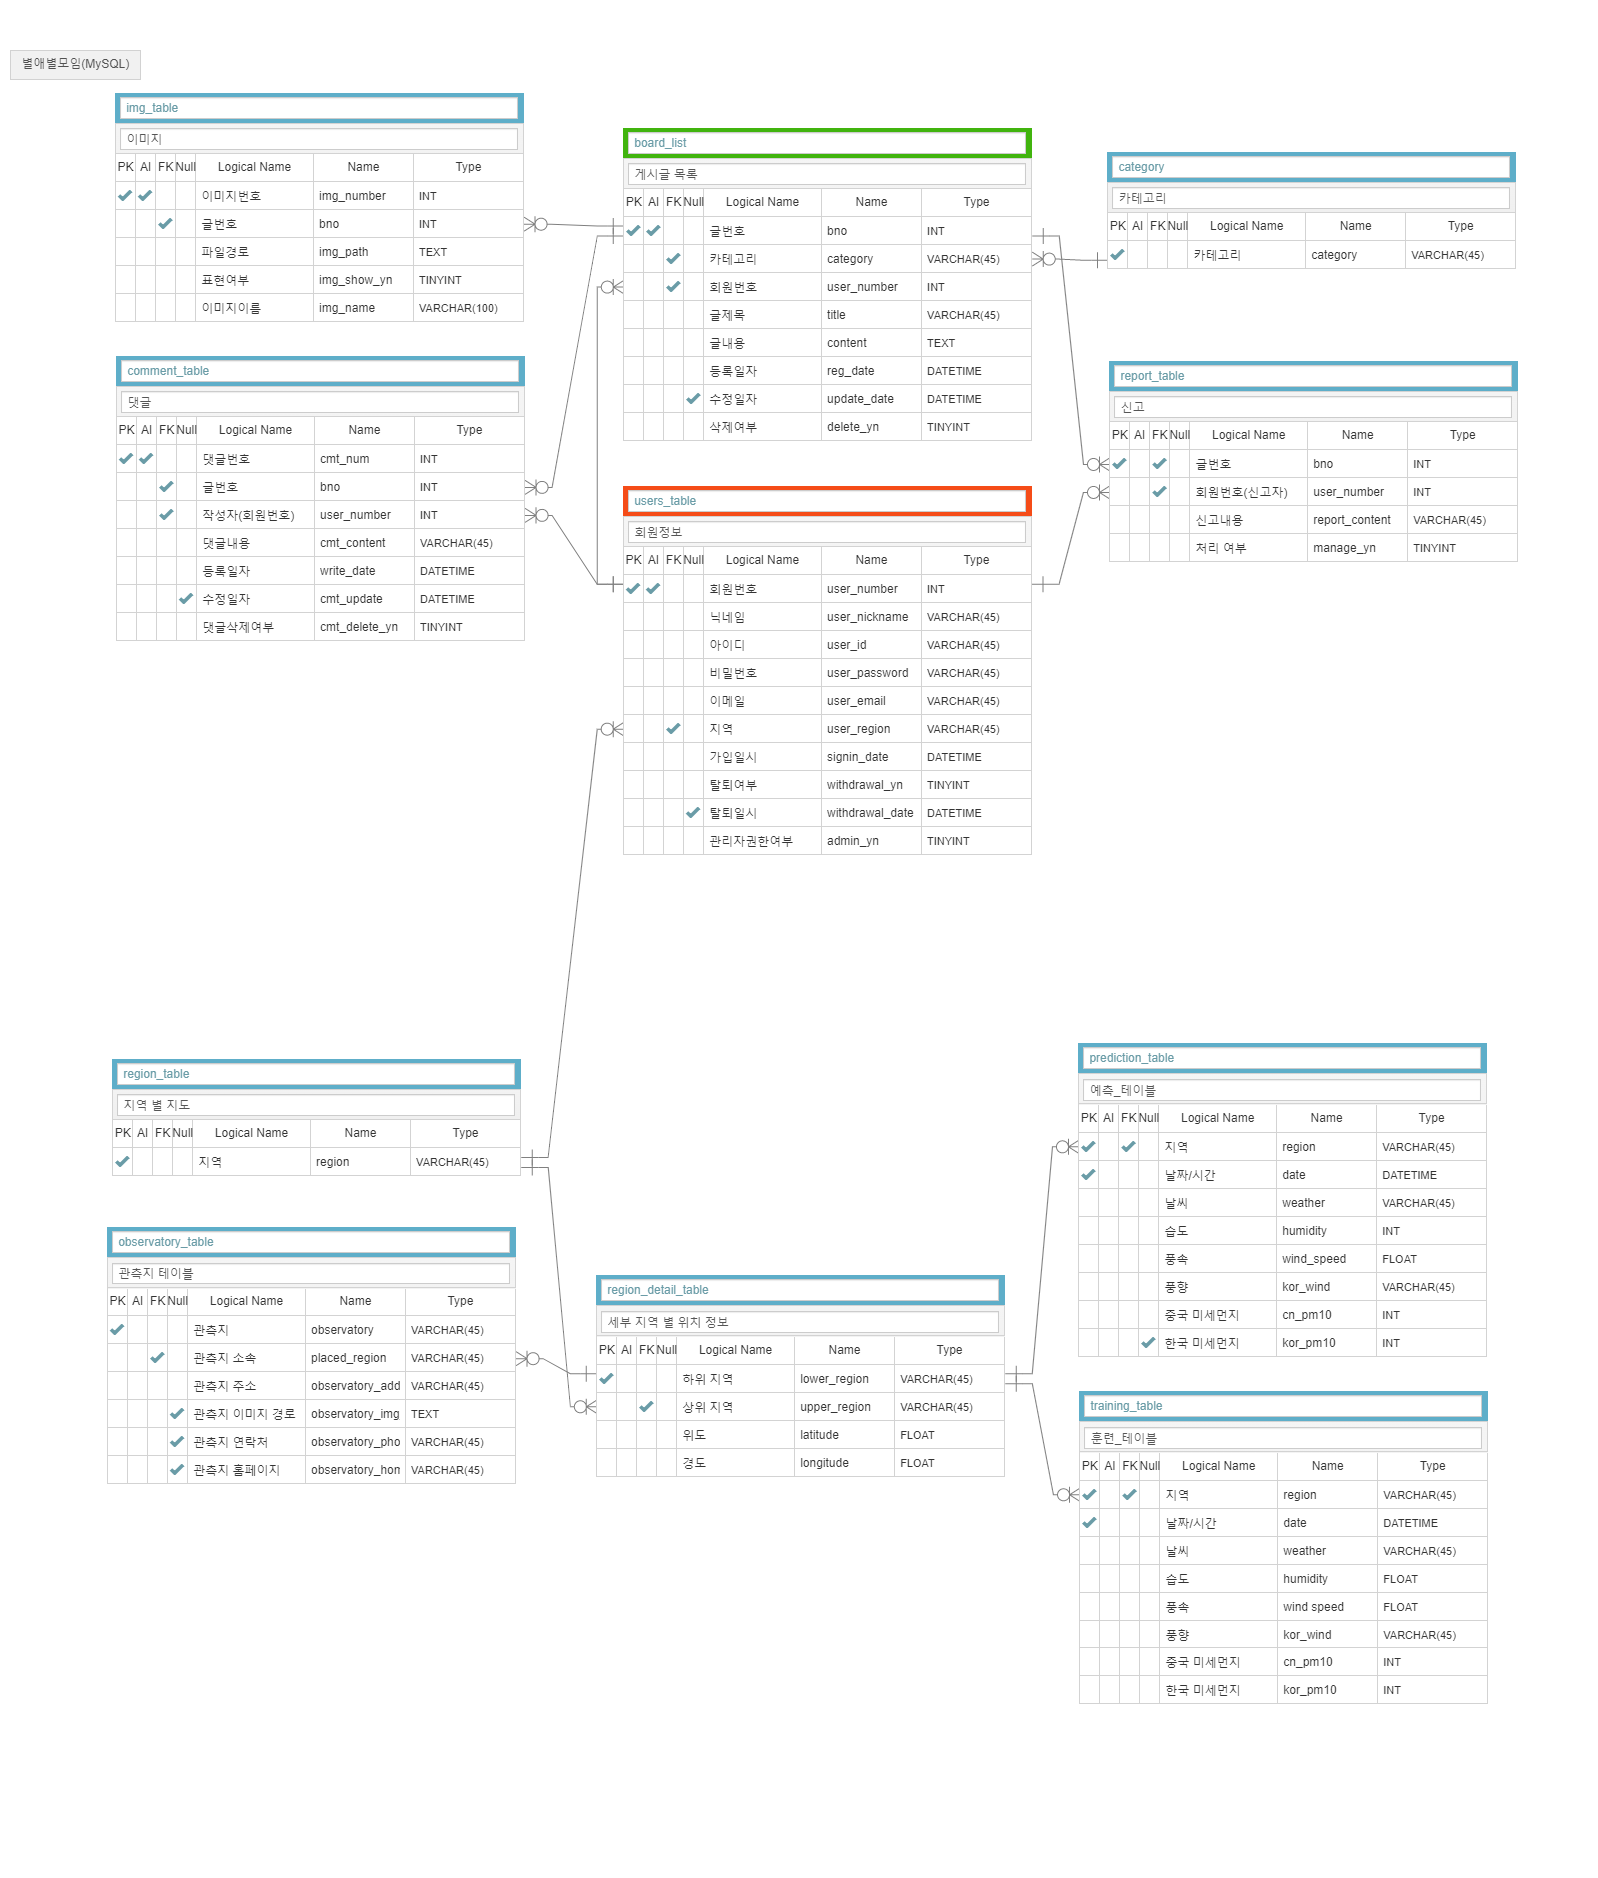 별애별모임(MySQL)
img_table
이미지
PK AI FK Null Logical Name Name Type
이미지번호 img_number INT
글번호 bno INT
파일경로 img_path TEXT
표현여부 img_show_yn TINYINT
이미지이름 img_name VARCHAR(100)
board_list
게시글 목록
PK AI FK Null Logical Name Name Type
글번호 bno INT
카테고리 category VARCHAR(45)
회원번호 user_number INT
글제목 title VARCHAR(45)
글내용 content TEXT
등록일자 reg_date DATETIME
수정일자 update_date DATETIME
삭제여부 delete_yn TINYINT
category
카테고리
PK AI FK Null Logical Name Name Type
카테고리 category VARCHAR(45)
comment_table
댓글
PK AI FK Null Logical Name Name Type
댓글번호 cmt_num INT
글번호 bno INT
작성자(회원번호) user_number INT
댓글내용 cmt_content VARCHAR(45)
등록일자 write_date DATETIME
수정일자 cmt_update DATETIME
댓글삭제여부 cmt_delete_yn TINYINT
report_table
신고
PK AI FK Null Logical Name Name Type
글번호 bno INT
회원번호(신고자) user_number INT
신고내용 report_content VARCHAR(45)
처리 여부 manage_yn TINYINT
users_table
회원정보
PK AI FK Null Logical Name Name Type
회원번호 user_number INT
닉네임 user_nickname VARCHAR(45)
아이디 user_id VARCHAR(45)
비밀번호 user_password VARCHAR(45)
이메일 user_email VARCHAR(45)
지역 user_region VARCHAR(45)
가입일시 signin_date DATETIME
탈퇴여부 withdrawal_yn TINYINT
탈퇴일시 withdrawal_date DATETIME
관리자권한여부 admin_yn TINYINT
region_table
지역 별 지도
PK AI FK Null Logical Name Name Type
지역 region VARCHAR(45)
prediction_table
예측_테이블
PK AI FK Null Logical Name Name Type
지역 region VARCHAR(45)
날짜/시간 date DATETIME
날씨 weather VARCHAR(45)
습도 humidity INT
풍속 wind_speed FLOAT
풍향 kor_wind VARCHAR(45)
중국 미세먼지 cn_pm10 INT
한국 미세먼지 kor_pm10 INT
observatory_table
관측지 테이블
PK AI FK Null Logical Name Name Type
관측지 observatory VARCHAR(45)
관측지 소속 placed_region VARCHAR(45)
관측지 주소 observatory_add VARCHAR(45)
관측지 이미지 경로 observatory_img TEXT
관측지 연락처 observatory_pho VARCHAR(45)
관측지 홈페이지 observatory_hom VARCHAR(45)
region_detail_table
세부 지역 별 위치 정보
PK AI FK Null Logical Name Name Type
하위 지역 lower_region VARCHAR(45)
상위 지역 upper_region VARCHAR(45)
위도 latitude FLOAT
경도 longitude FLOAT
training_table
훈련_테이블
PK AI FK Null Logical Name Name Type
지역 region VARCHAR(45)
날짜/시간 date DATETIME
날씨 weather VARCHAR(45)
습도 humidity FLOAT
풍속 wind speed FLOAT
풍향 kor_wind VARCHAR(45)
중국 미세먼지 cn_pm10 INT
한국 미세먼지 kor_pm10 INT